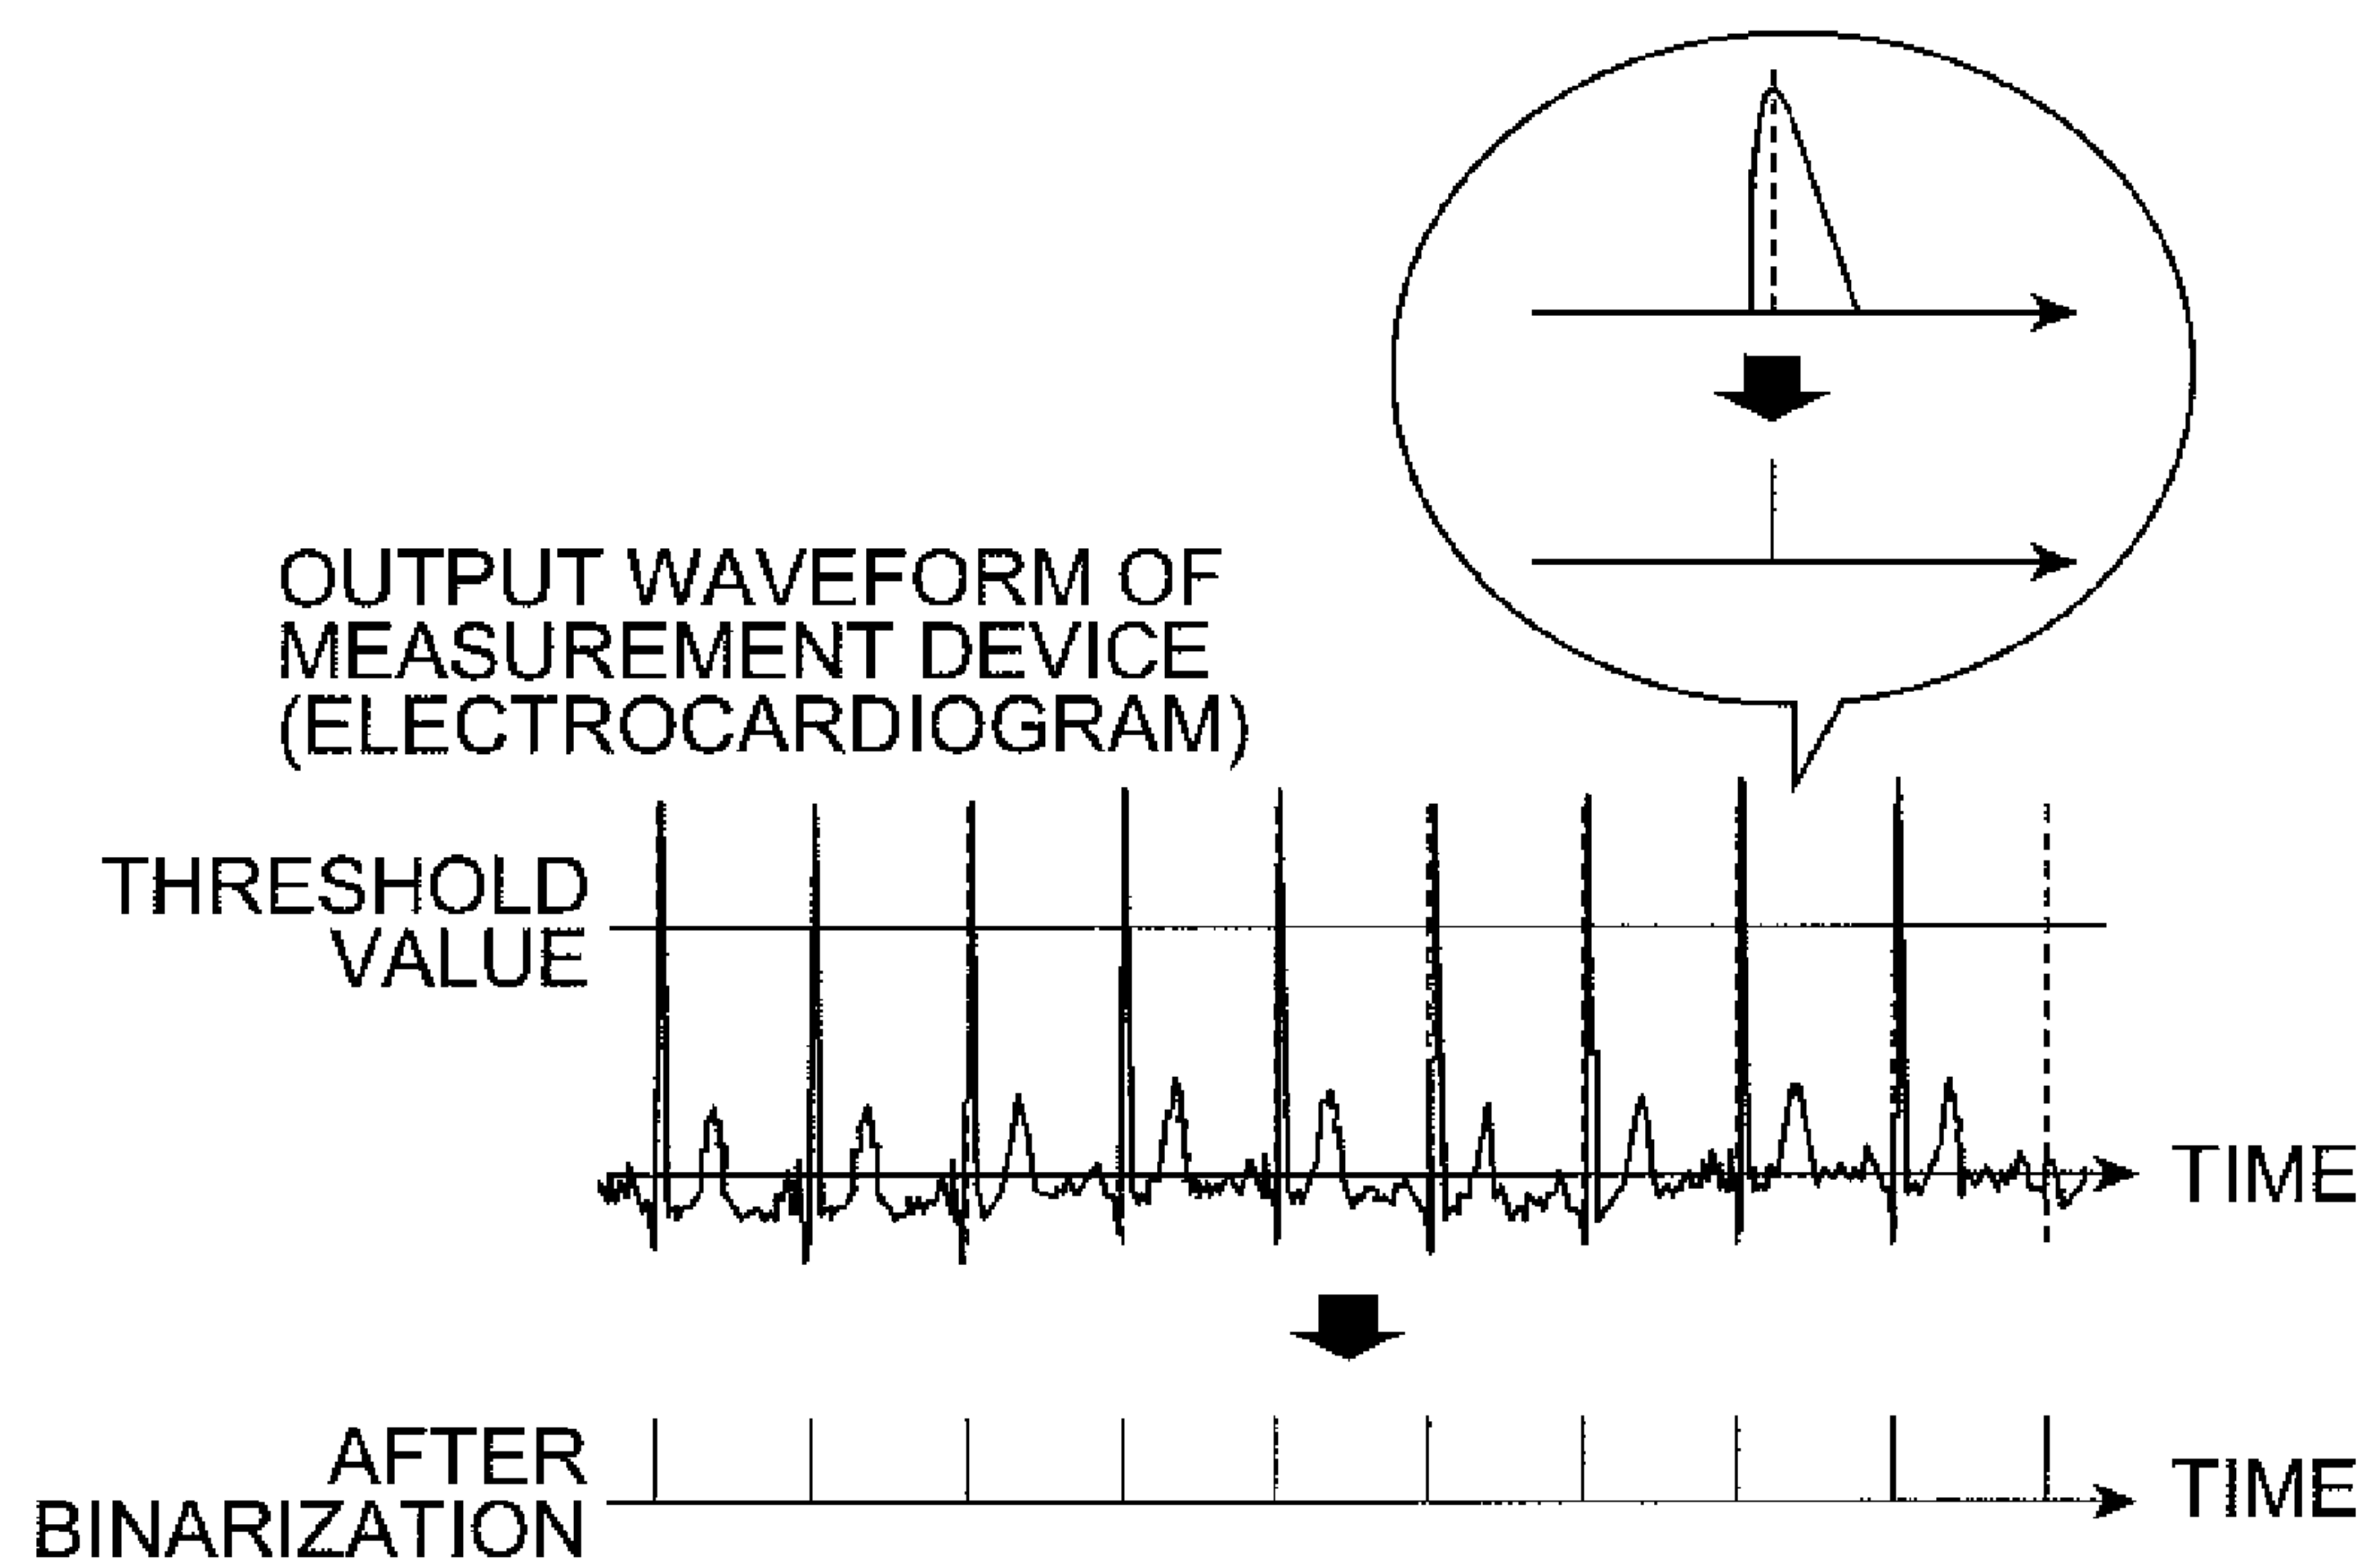 OUTPUT WAVEFORM OF
MEASUREMENT DEVICE
(ELECTROCARDIOGRAM)
THRESHOLD
VALUE
TIME
AFTER
BINARIZATION
TIME